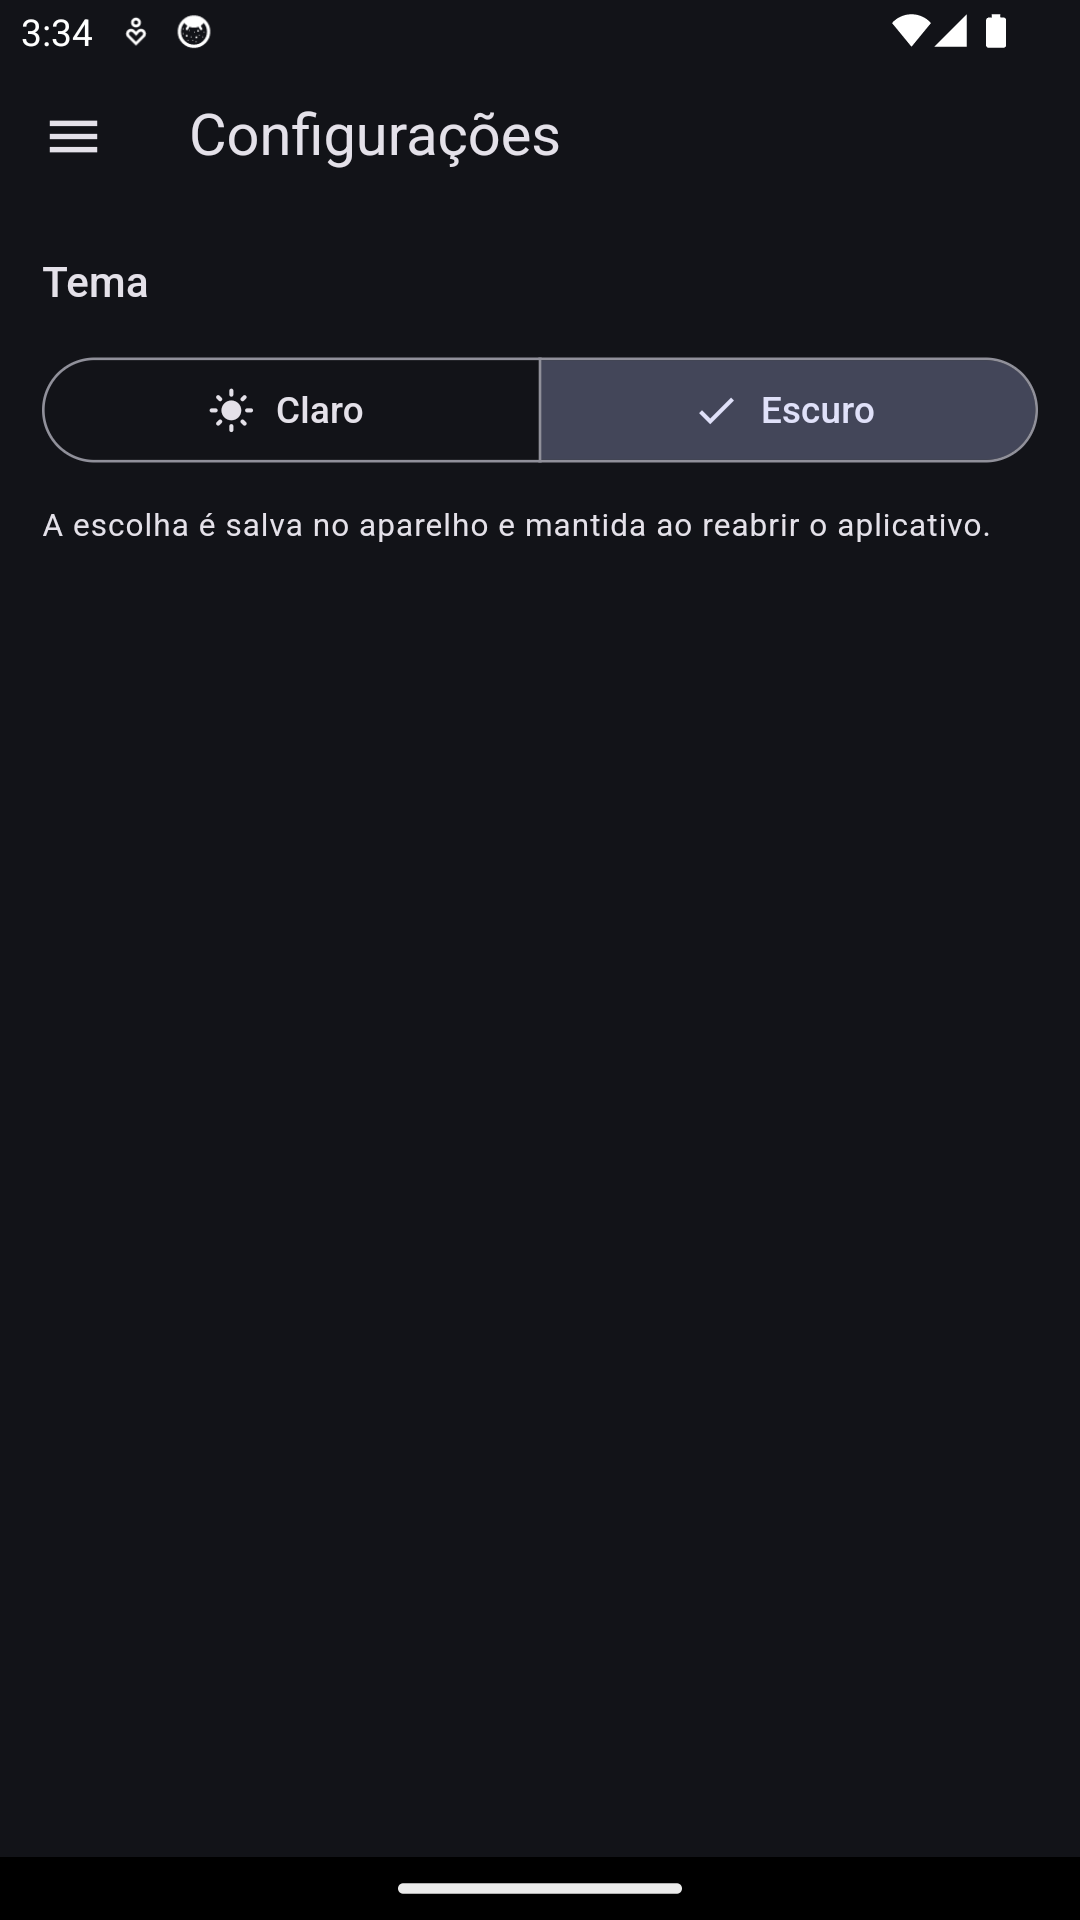 3:34
Configurações
Tema
Claro
Escuro
A escolha é salva no aparelho e mantida ao reabrir o aplicativo.